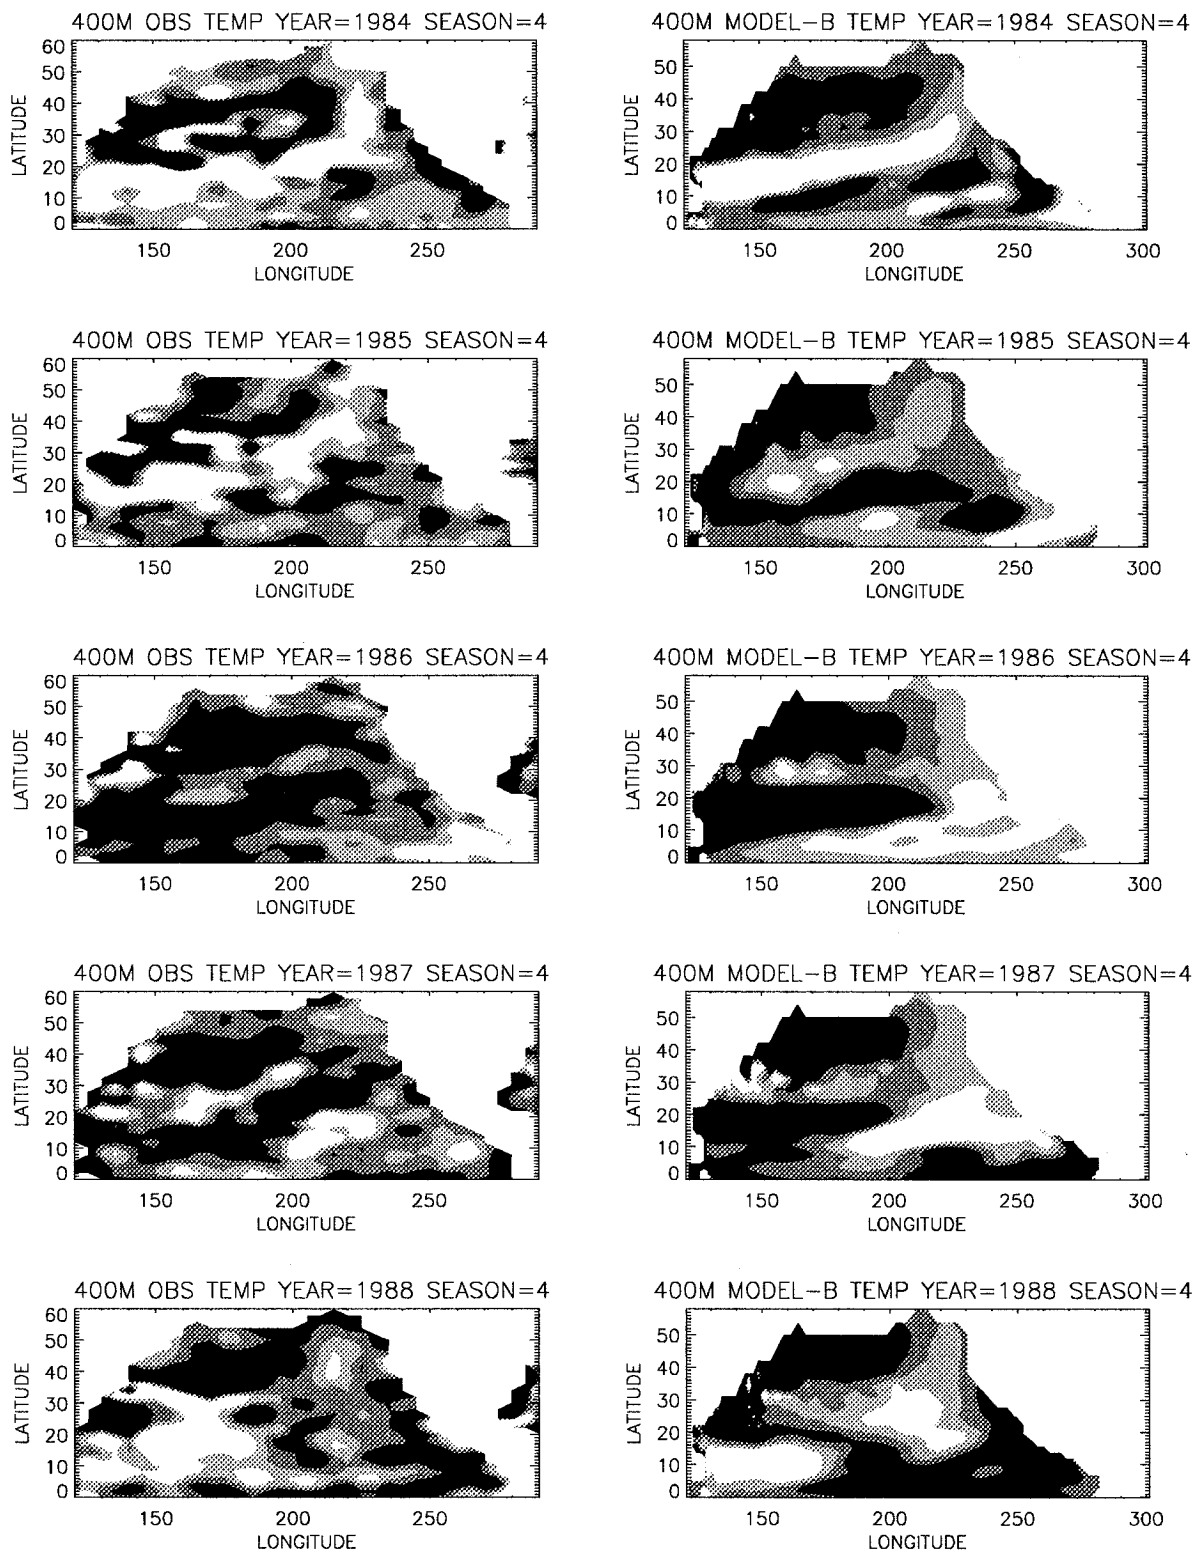 400M OBS TEMP YEAR=1984 SEASON=4
LATITUDE
60
50
40
30
20
10
0
150 200 250
LONGITUDE
400M MODEL-B TEMP YEAR=1984 SEASON=4
LATITUDE
50
40
30
20
10
0
150 200 250 300
LONGITUDE
400M OBS TEMP YEAR=1985 SEASON=4
LATITUDE
60
50
40
30
20
10
0
150 200 250
LONGITUDE
400M MODEL-B TEMP YEAR=1985 SEASON=4
LATITUDE
50
40
30
20
10
0
150 200 250 300
LONGITUDE
400M OBS TEMP YEAR=1986 SEASON=4
LATITUDE
60
50
40
30
20
10
0
150 200 250
LONGITUDE
400M MODEL-B TEMP YEAR=1986 SEASON=4
LATITUDE
50
40
30
20
10
0
150 200 250 300
LONGITUDE
400M OBS TEMP YEAR=1987 SEASON=4
LATITUDE
60
50
40
30
20
10
0
150 200 250
LONGITUDE
400M MODEL-B TEMP YEAR=1987 SEASON=4
LATITUDE
50
40
30
20
10
0
150 200 250 300
LONGITUDE
400M OBS TEMP YEAR=1988 SEASON=4
LATITUDE
60
50
40
30
20
10
0
150 200 250
LONGITUDE
400M MODEL-B TEMP YEAR=1988 SEASON=4
LATITUDE
50
40
30
20
10
0
150 200 250 300
LONGITUDE